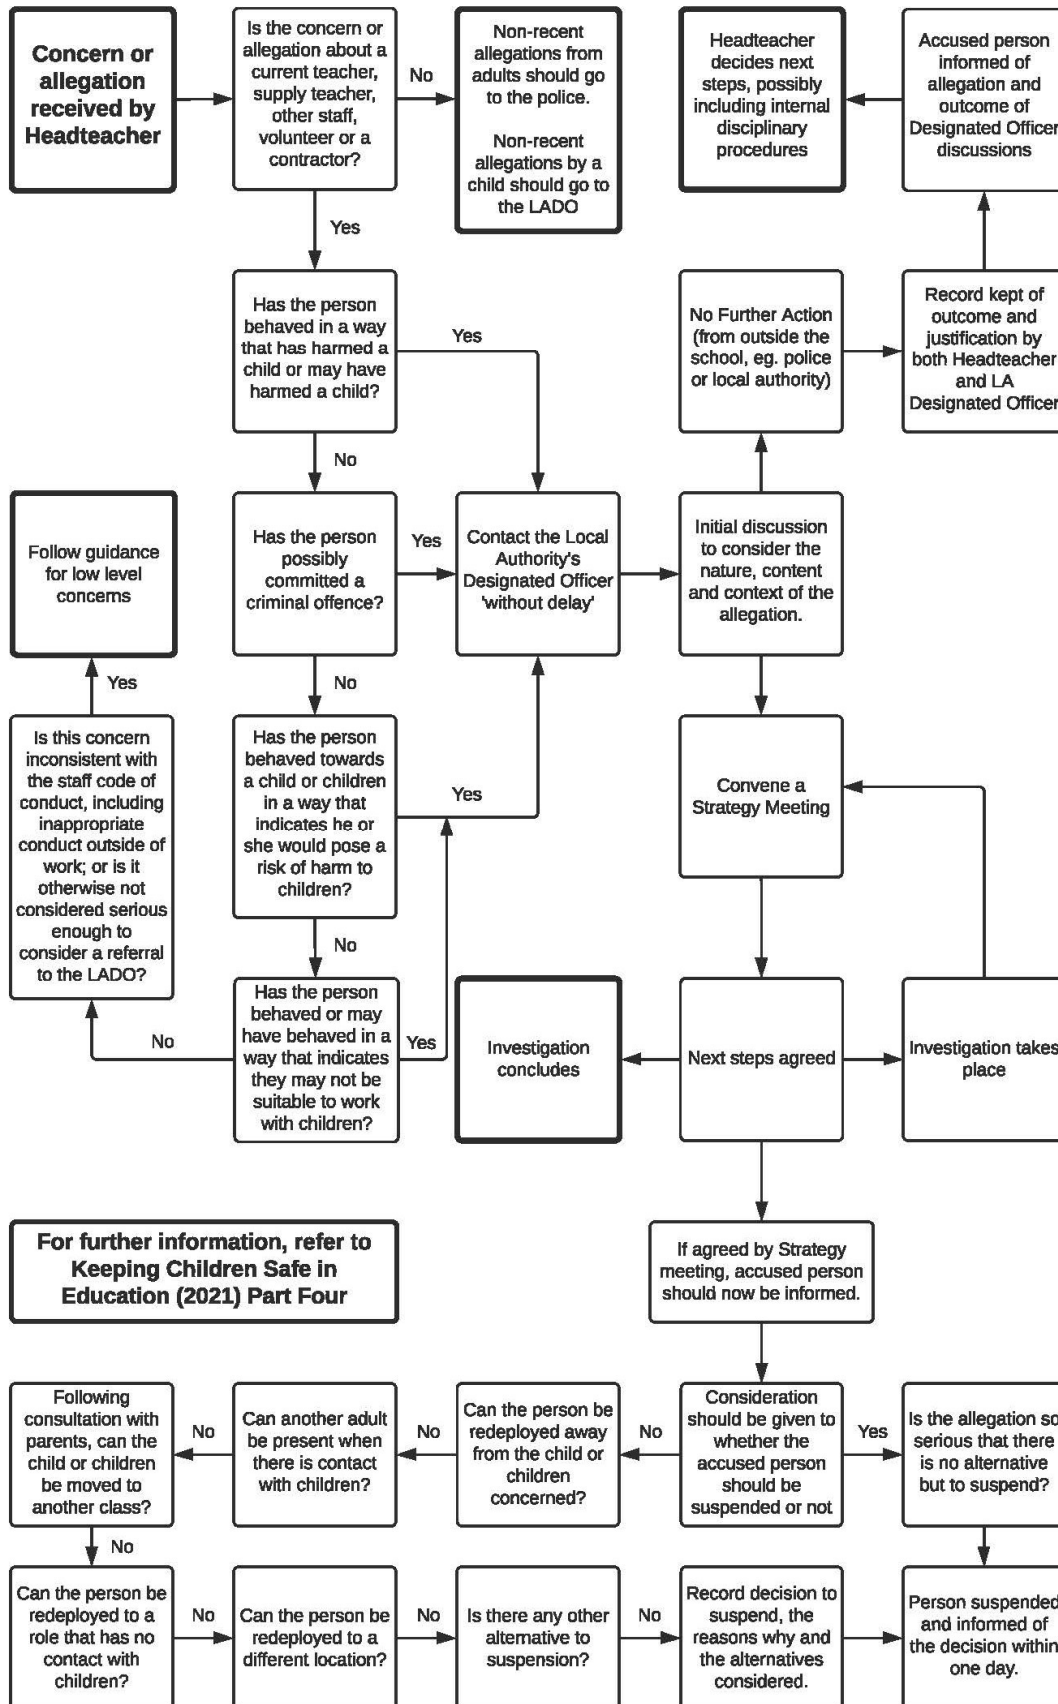 Concern or
allegation
received by
Headteacher
Is the concern or
allegation about a
current teacher,
supply teacher,
other staff,
volunteer or a
contractor?
No
Non-recent
allegations from
adults should go
to the police.
Non-recent
allegations by a
child should go to
the LADO
Headteacher
decides next
steps, possibly
including internal
disciplinary
procedures
Accused person
informed of
allegation and
outcome of
Designated Officer
discussions
Yes
Has the person
behaved in a way
that has harmed a
child or may have
harmed a child?
Yes
No Further Action
(from outside the
school, eg. police
or local authority)
Record kept of
outcome and
justification by
both Headteacher
and LA
Designated Officer
No
Follow guidance
for low level
concerns
Has the person
possibly
committed a
criminal offence?
Yes
Contact the Local
Authority's
Designated Officer
'without delay'
Initial discussion
to consider the
nature, content
and context of the
allegation.
Yes
No
Is this concern
inconsistent with
the staff code of
conduct, including
inappropriate
conduct outside of
work; or is it
otherwise not
considered serious
enough to
consider a referral
to the LADO?
Has the person
behaved towards
a child or children
in a way that
indicates he or
she would pose a
risk of harm to
children?
Yes
Convene a
Strategy Meeting
No
No
Has the person
behaved or may
have behaved in a
way that indicates
they may not be
suitable to work
with children?
Yes
Investigation
concludes
Next steps agreed
Investigation takes
place
For further information, refer to
Keeping Children Safe in
Education (2021) Part Four
If agreed by Strategy
meeting, accused person
should now be informed.
Following
consultation with
parents, can the
child or children
be moved to
another class?
No
Can another adult
be present when
there is contact
with children?
No
Can the person be
redeployed away
from the child or
children
concerned?
No
Consideration
should be given to
whether the
accused person
should be
suspended or not
Yes
Is the allegation so
serious that there
is no alternative
but to suspend?
No
Can the person be
redeployed to a
role that has no
contact with
children?
No
Can the person be
redeployed to a
different location?
No
Is there any other
alternative to
suspension?
No
Record decision to
suspend, the
reasons why and
the alternatives
considered.
Person suspended
and informed of
the decision within
one day.